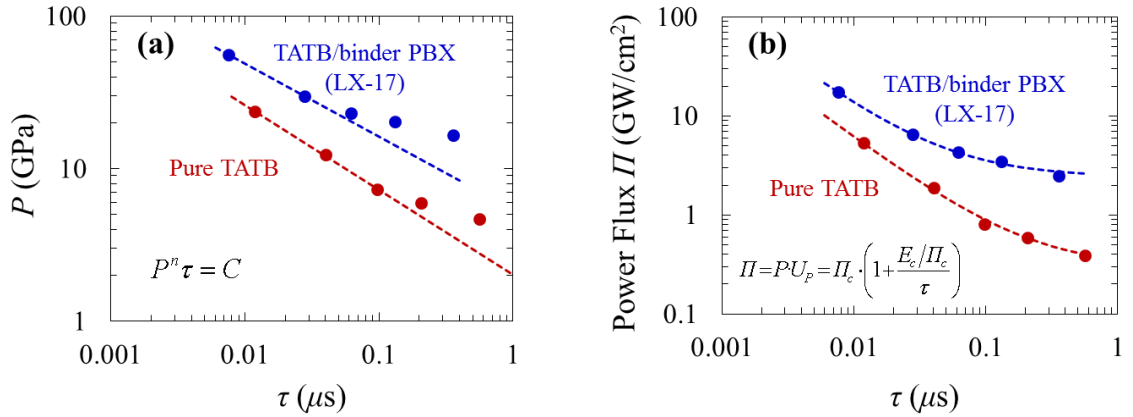 (a)
TATB/binder PBX
(LX-17)
Pure TATB
P^n τ = C
P (GPa)
100
10
1
0.001
0.01
0.1
1
τ (μs)
(b)
TATB/binder PBX
(LX-17)
Pure TATB
Π=P·U_P=Π_c·(1+(E_c/Π_c)/τ)
Power Flux Π (GW/cm²)
100
10
1
0.1
0.001
0.01
0.1
1
τ (μs)